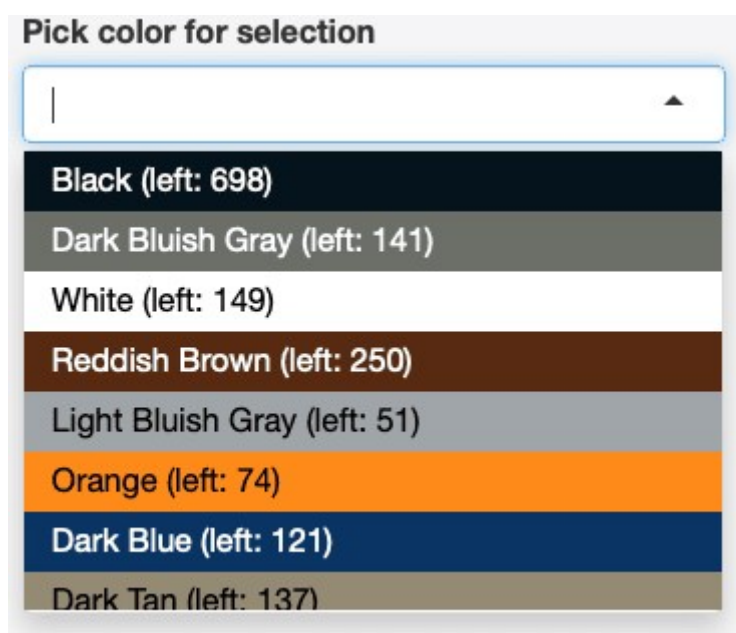 Pick color for selection
Black (left: 698)
Dark Bluish Gray (left: 141)
White (left: 149)
Reddish Brown (left: 250)
Light Bluish Gray (left: 51)
Orange (left: 74)
Dark Blue (left: 121)
Dark Tan (left: 137)